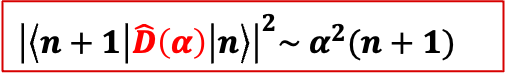 |⟨n + 1|D̂(α)|n⟩|² ~ α²(n + 1)